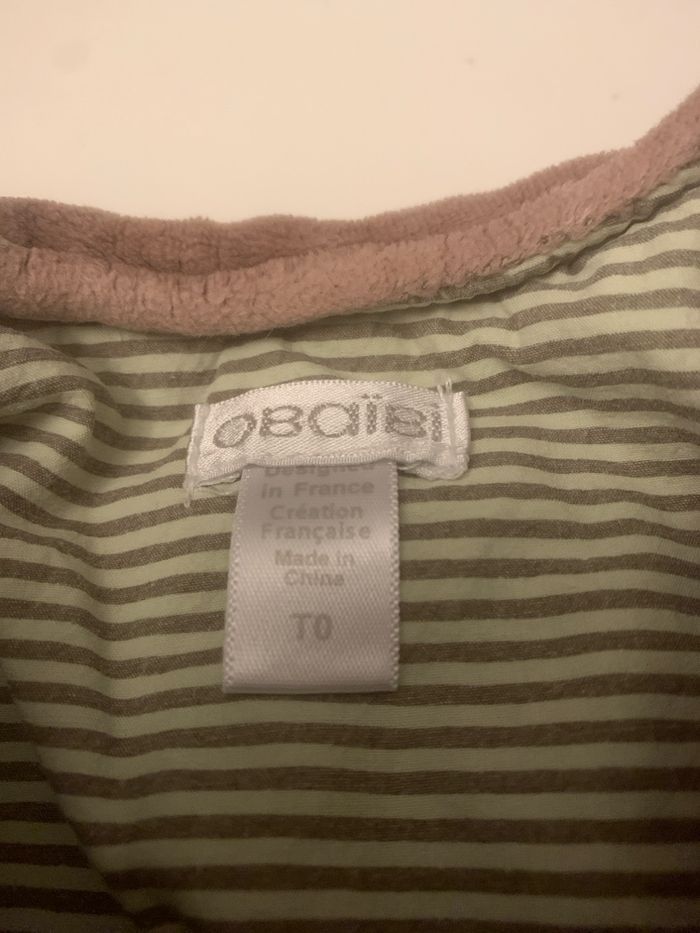 OBAÏBI
Designed
in France
Création
Française
Made in
China
T0